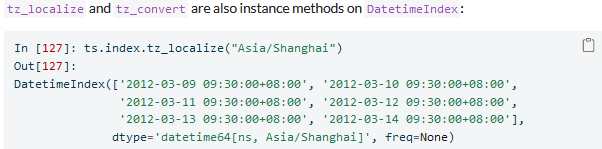 tz_localize and tz_convert are also instance methods on DatetimeIndex:
In [127]: ts.index.tz_localize("Asia/Shanghai")
Out[127]:
DatetimeIndex(['2012-03-09 09:30:00+08:00', '2012-03-10 09:30:00+08:00',
               '2012-03-11 09:30:00+08:00', '2012-03-12 09:30:00+08:00',
               '2012-03-13 09:30:00+08:00', '2012-03-14 09:30:00+08:00'],
              dtype='datetime64[ns, Asia/Shanghai]', freq=None)